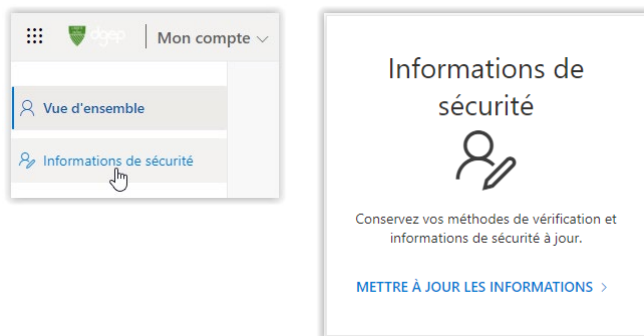 dgep
Mon compte
Vue d'ensemble
Informations de sécurité
Informations de
sécurité
Conservez vos méthodes de vérification et
informations de sécurité à jour.
METTRE À JOUR LES INFORMATIONS >